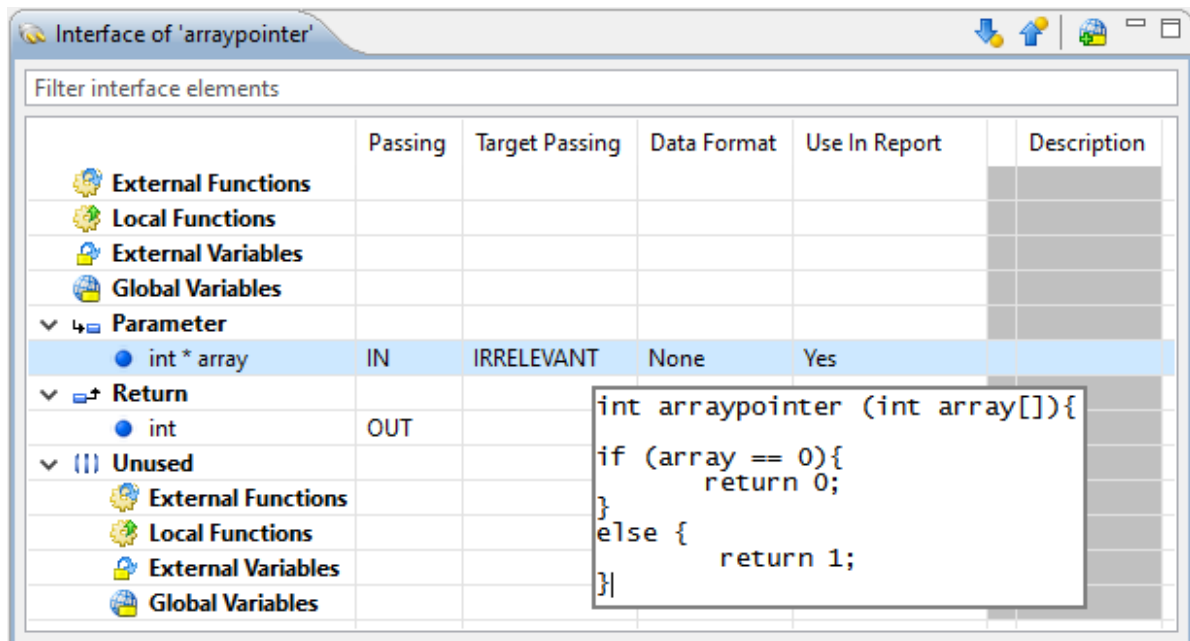 Interface of 'arraypointer'
Filter interface elements
Passing Target Passing Data Format Use In Report Description
External Functions
Local Functions
External Variables
Global Variables
Parameter
int * array IN IRRELEVANT None Yes
Return
int OUT
Unused
External Functions
Local Functions
External Variables
Global Variables
int arraypointer (int array[]){
if (array == 0){
return 0;
}
else {
return 1;
}